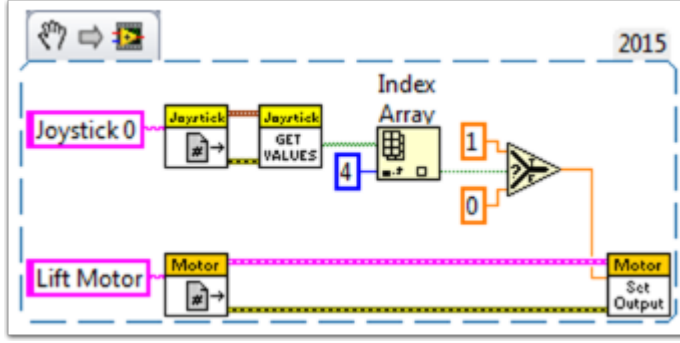 2015
Index
Array
Joystick 0
Joystick
#
Joystick
GET
VALUES
4
1
?
T
F
0
Lift Motor
Motor
#
Motor
Set
Output